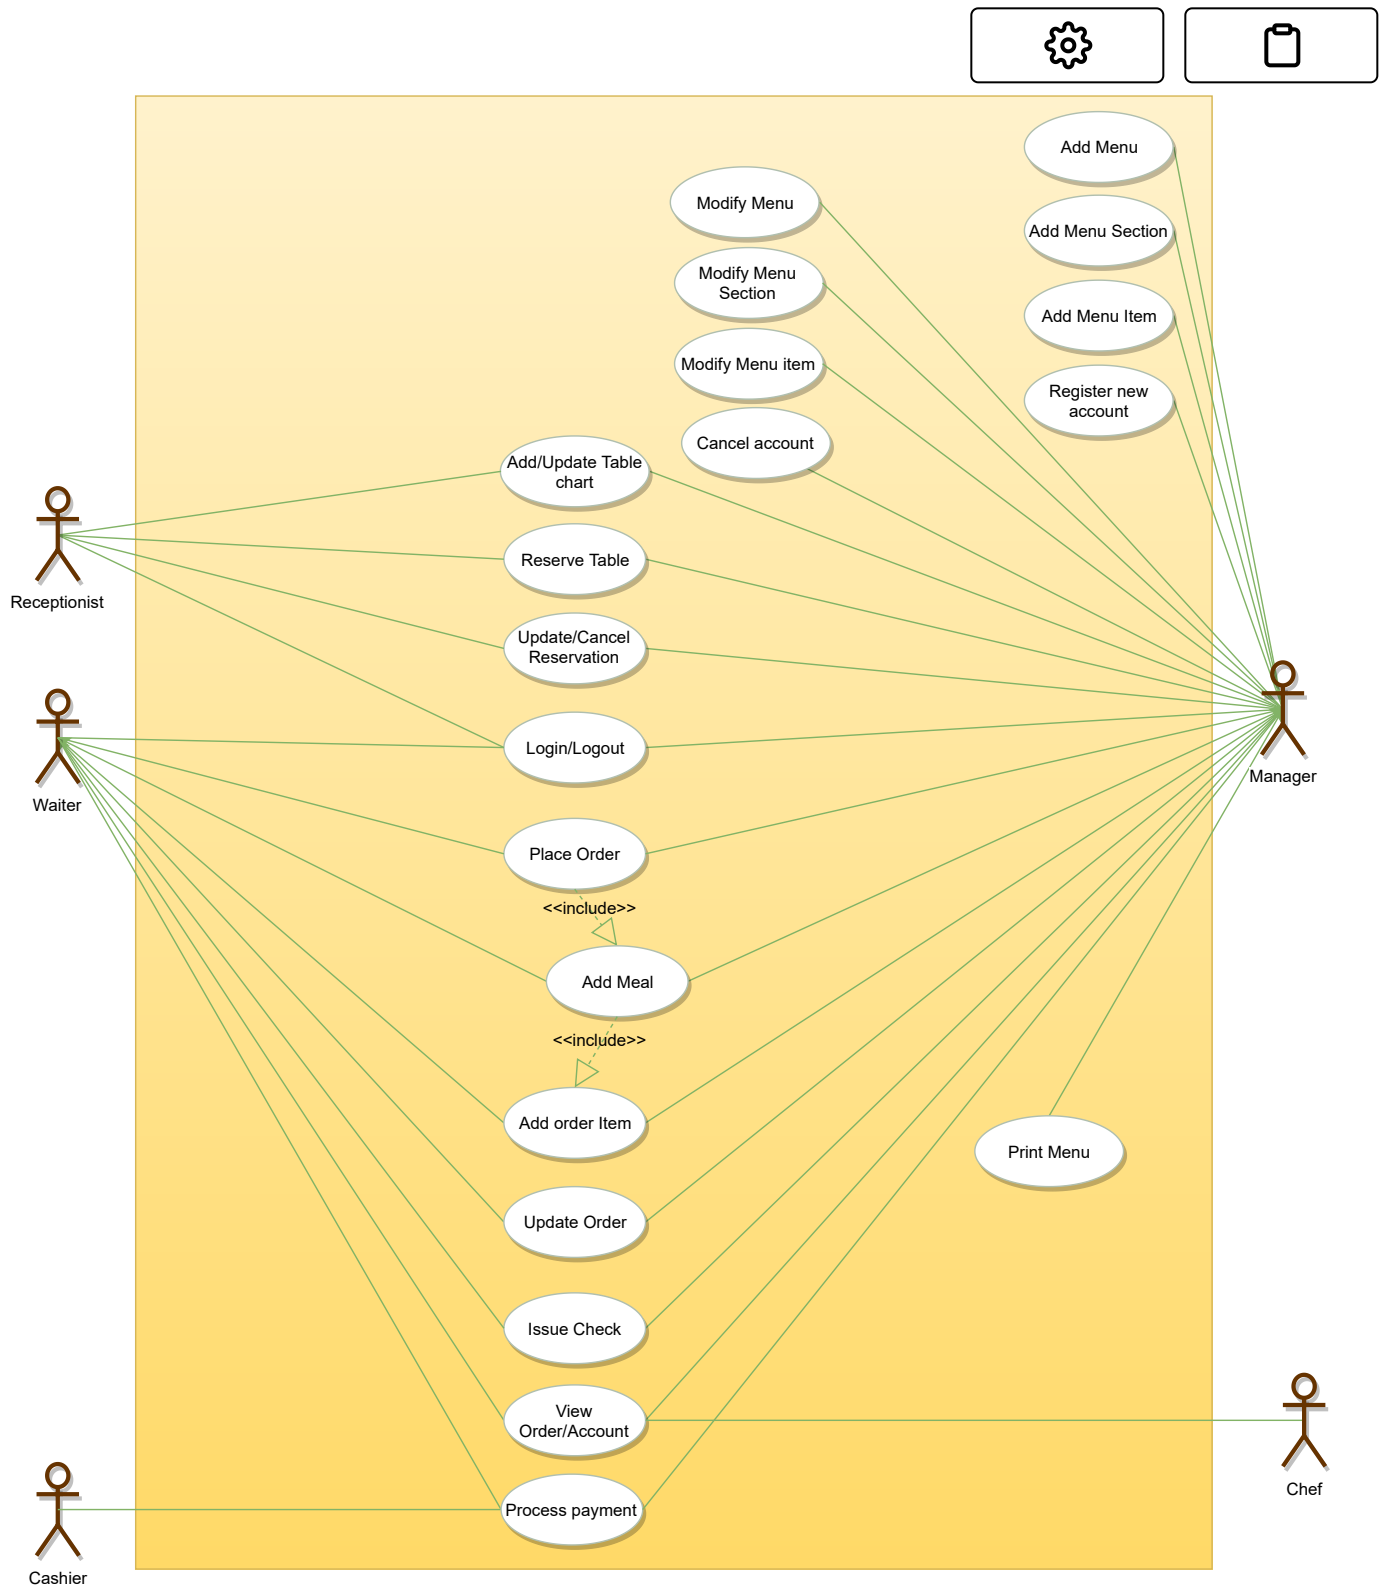 Add Menu
Modify Menu
Add Menu Section
Modify Menu
Section
Add Menu Item
Modify Menu item
Register new
account
Cancel account
Add/Update Table
chart
Reserve Table
Receptionist
Update/Cancel
Reservation
Login/Logout
Manager
Waiter
Place Order
<<include>>
Add Meal
<<include>>
Add order Item
Print Menu
Update Order
Issue Check
View
Order/Account
Chef
Process payment
Cashier